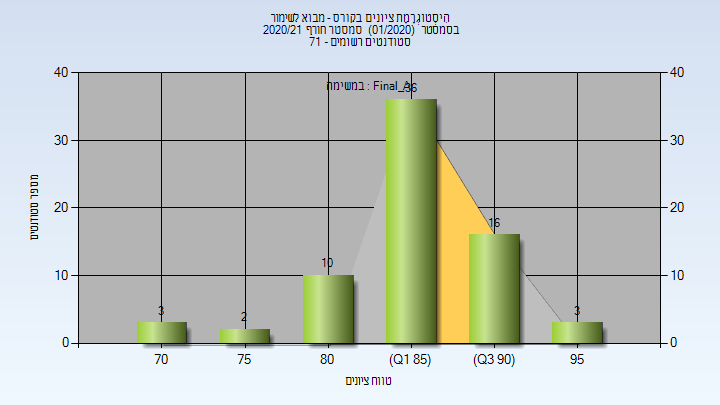 היסטוגרמת ציונים בקורס - מבוא לשימור
בסמסטר (01/2020) סמסטר חורף 2020/21
סטודנטים רשומים - 71
במשימה : Final_A
מספר סטודנטים
40
30
20
10
0
40
30
20
10
0
3
2
10
36
16
3
70
75
80
(Q1 85)
(Q3 90)
95
טווח ציונים